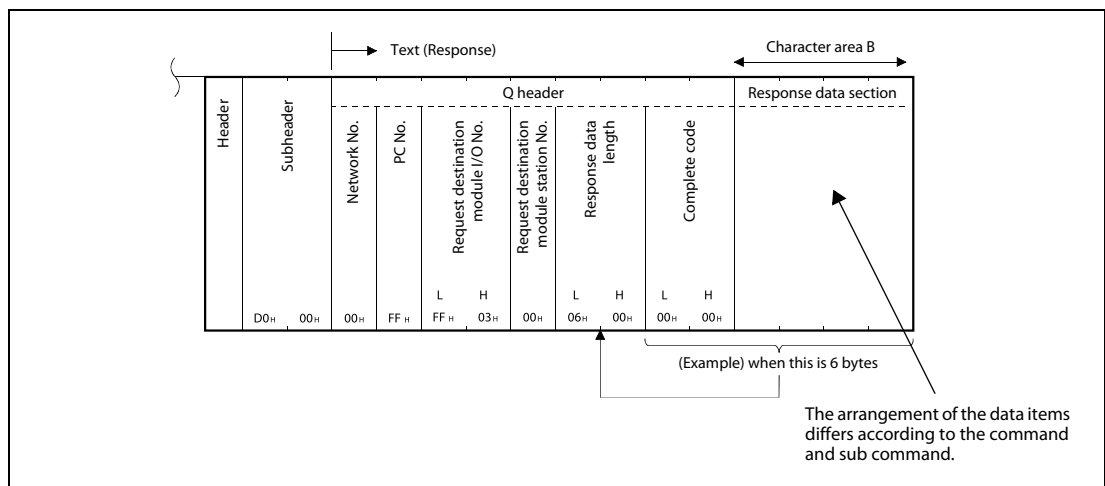 Text (Response)
Character area B
Q header
Response data section
Header
Subheader
Network No.
PC No.
Request destination
module I/O No.
Request destination
module station No.
Response data
length
Complete code
L H L H L H
D0H 00H 00H FF H FF H 03H 00H 06H 00H 00H 00H
(Example) when this is 6 bytes
The arrangement of the data items
differs according to the command
and sub command.